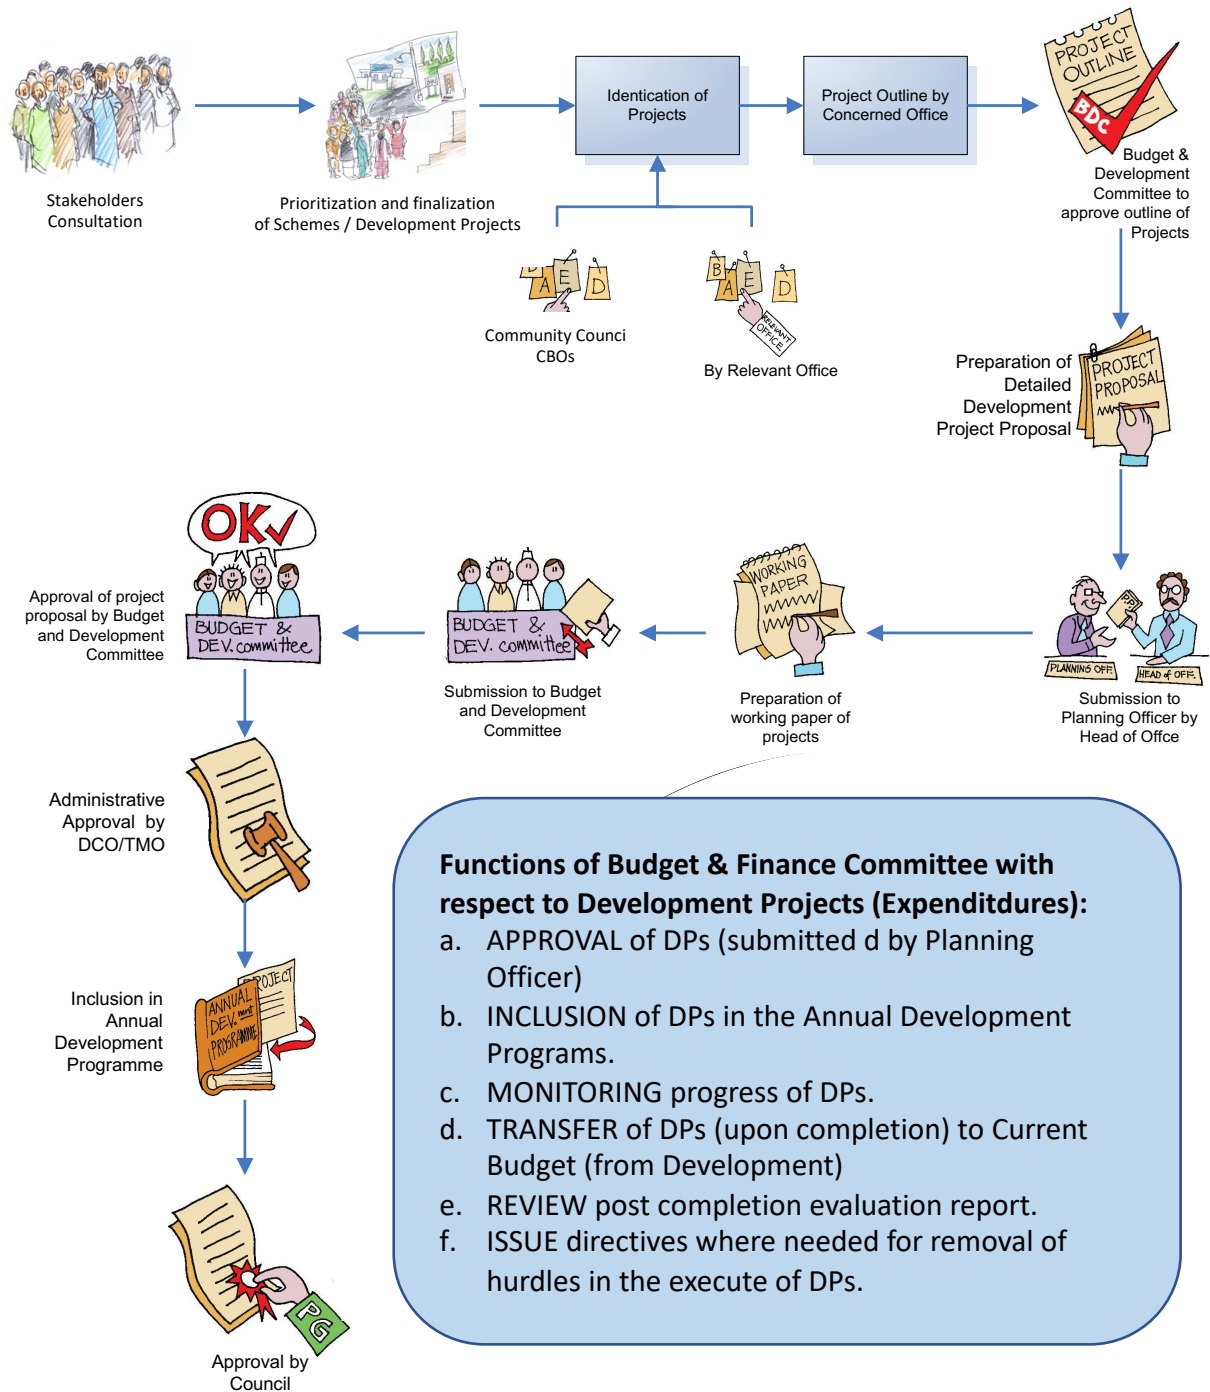 Stakeholders
Consultation
Prioritization and finalization
of Schemes / Development Projects
Identication of
Projects
Project Outline by
Concerned Office
PROJECT
OUTLINE
BDC
Budget &
Development
Committee to
approve outline of
Projects
A E D
Community Counci
CBOs
B
A E D
RELEVANT
OFFICE
By Relevant Office
Preparation of
Detailed
Development
Project Proposal
PROJECT
PROPOSAL
OK
BUDGET &
DEV. committee
Approval of project
proposal by Budget
and Development
Committee
BUDGET &
DEV. committee
Submission to Budget
and Development
Committee
WORKING
PAPER
Preparation of
working paper of
projects
PLANNING OFF.
HEAD of OFF.
Submission to
Planning Officer by
Head of Offce
Administrative
Approval by
DCO/TMO
Inclusion in
Annual
Development
Programme
PROJECT
ANNUAL
DEV. ment
PROGRAMME
PG
Approval by
Council
Functions of Budget & Finance Committee with
respect to Development Projects (Expenditdures):
a. APPROVAL of DPs (submitted d by Planning
Officer)
b. INCLUSION of DPs in the Annual Development
Programs.
c. MONITORING progress of DPs.
d. TRANSFER of DPs (upon completion) to Current
Budget (from Development)
e. REVIEW post completion evaluation report.
f. ISSUE directives where needed for removal of
hurdles in the execute of DPs.